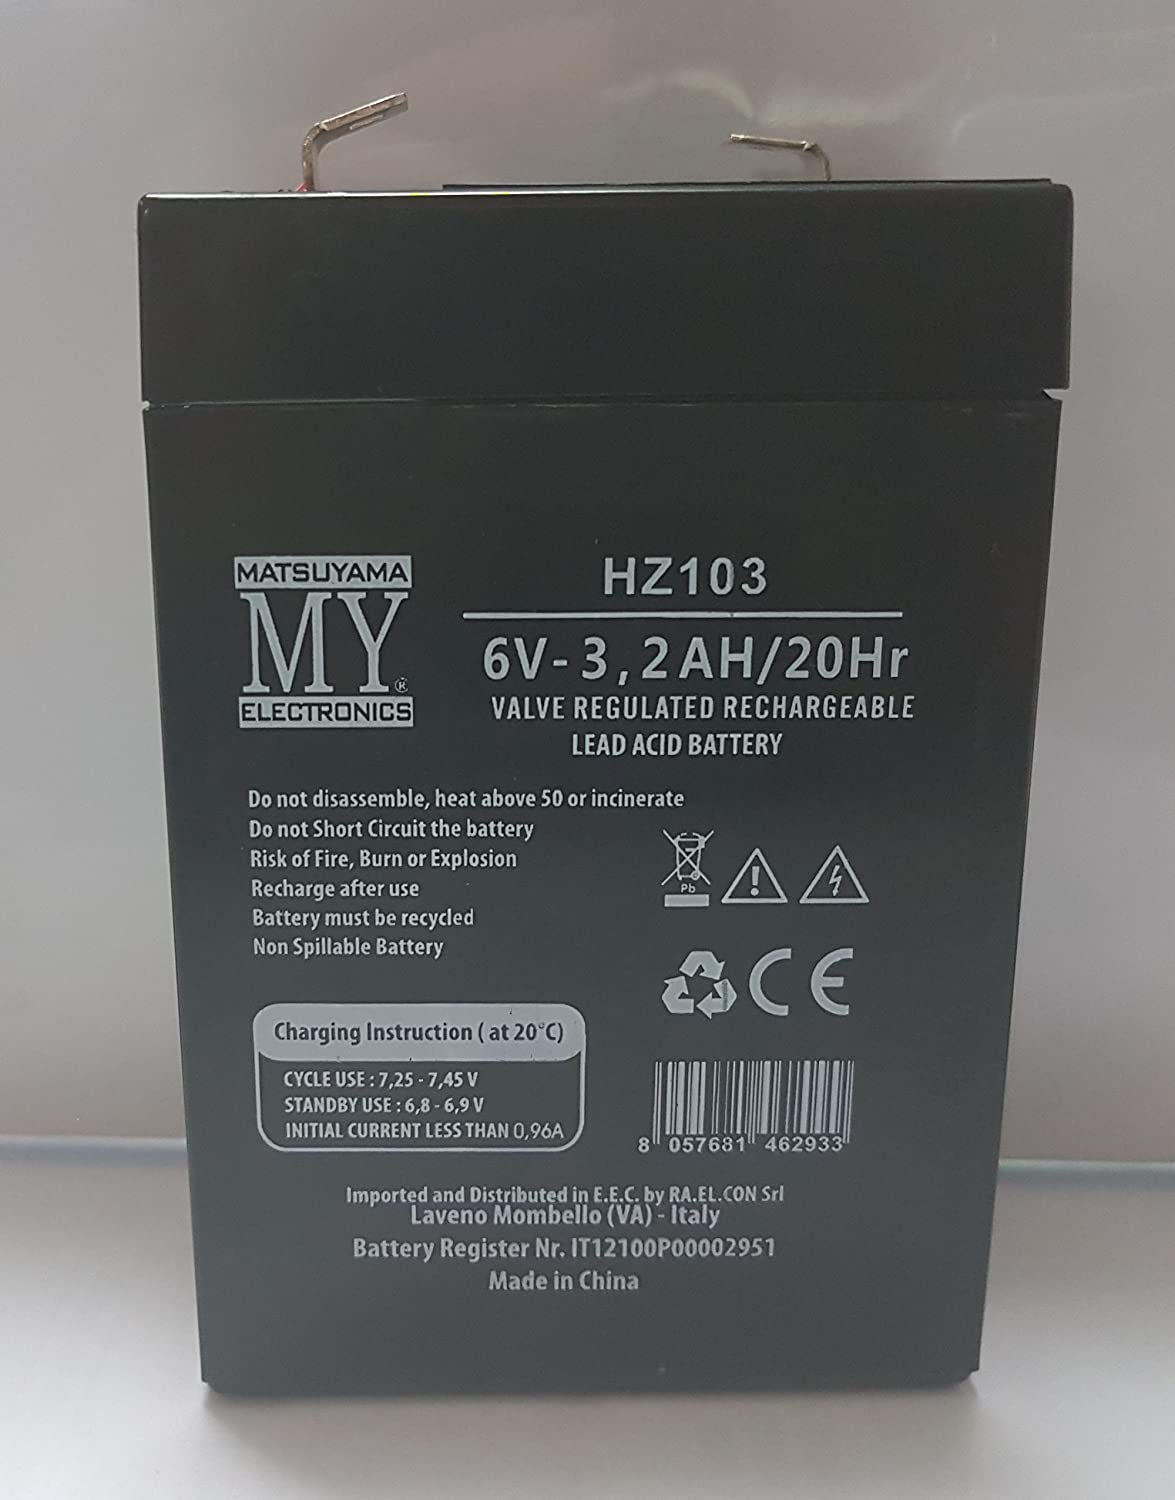 MATSUYAMA
MY
®
ELECTRONICS
HZ103
6V-3,2AH/20Hr
VALVE REGULATED RECHARGEABLE
LEAD ACID BATTERY
Do not disassemble, heat above 50 or incinerate
Do not Short Circuit the battery
Risk of Fire, Burn or Explosion
Recharge after use
Battery must be recycled
Non Spillable Battery
Pb
CE
Charging Instruction ( at 20°C)
CYCLE USE : 7,25 - 7,45 V
STANDBY USE : 6,8 - 6,9 V
INITIAL CURRENT LESS THAN 0,96A
8 057681 462933
Imported and Distributed in E.E.C. by RA.EL.CON Srl
Laveno Mombello (VA) - Italy
Battery Register Nr. IT12100P00002951
Made in China